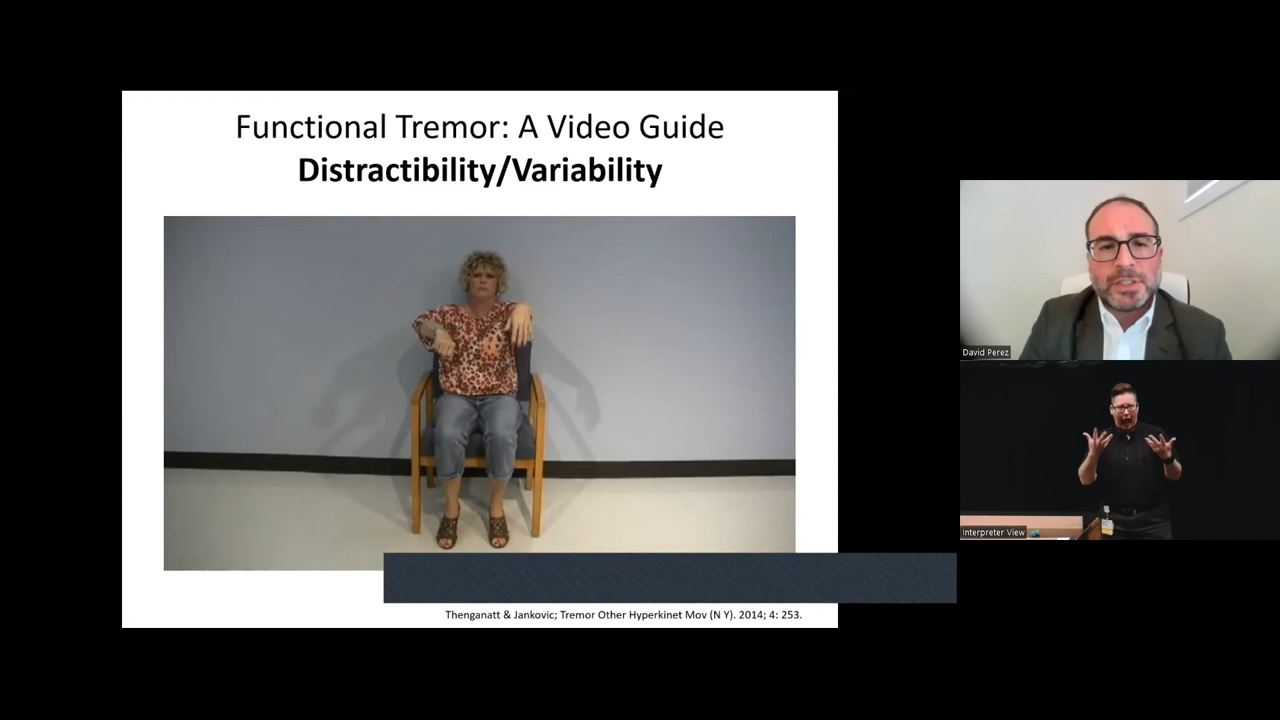 Functional Tremor: A Video Guide
Distractibility/Variability
Thenganatt & Jankovic; Tremor Other Hyperkinet Mov (N Y). 2014; 4: 253.
David Perez
Interpreter View